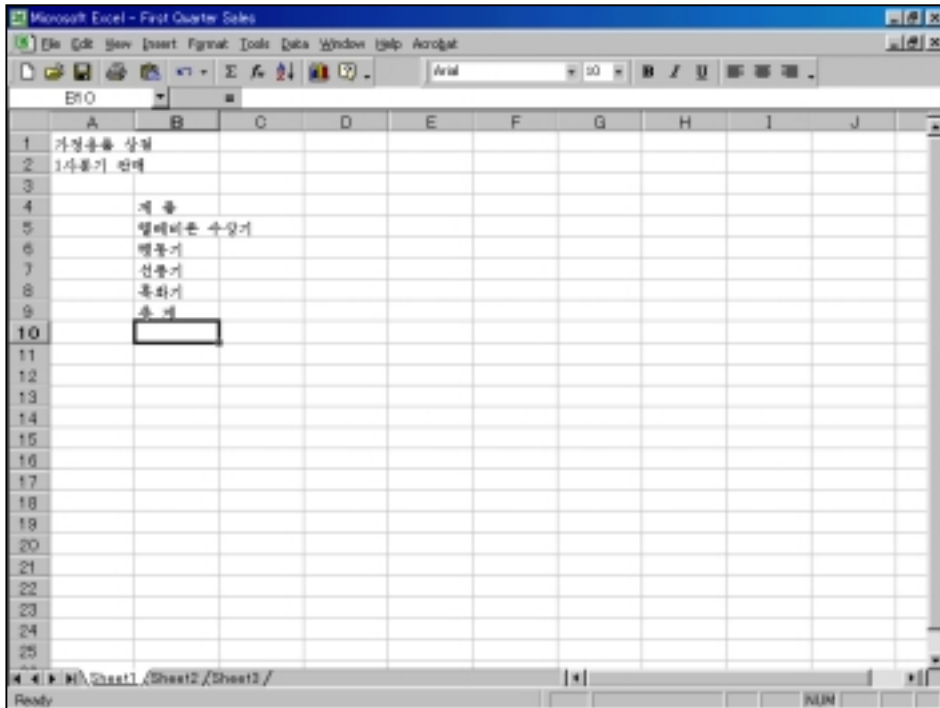 Microsoft Excel - First Quarter Sales
File Edit View Insert Format Tools Data Window Help Acrobat
Arial 10 B I U
B10 =
A B C D E F G H I J
1 가정용품 상점
2 1사분기 판매
3
4 제 품
5 텔레비죤 수상기
6 랭동기
7 선풍기
8 록화기
9 총 계
10
11
12
13
14
15
16
17
18
19
20
21
22
23
24
25
Sheet1 Sheet2 Sheet3
Ready NUM